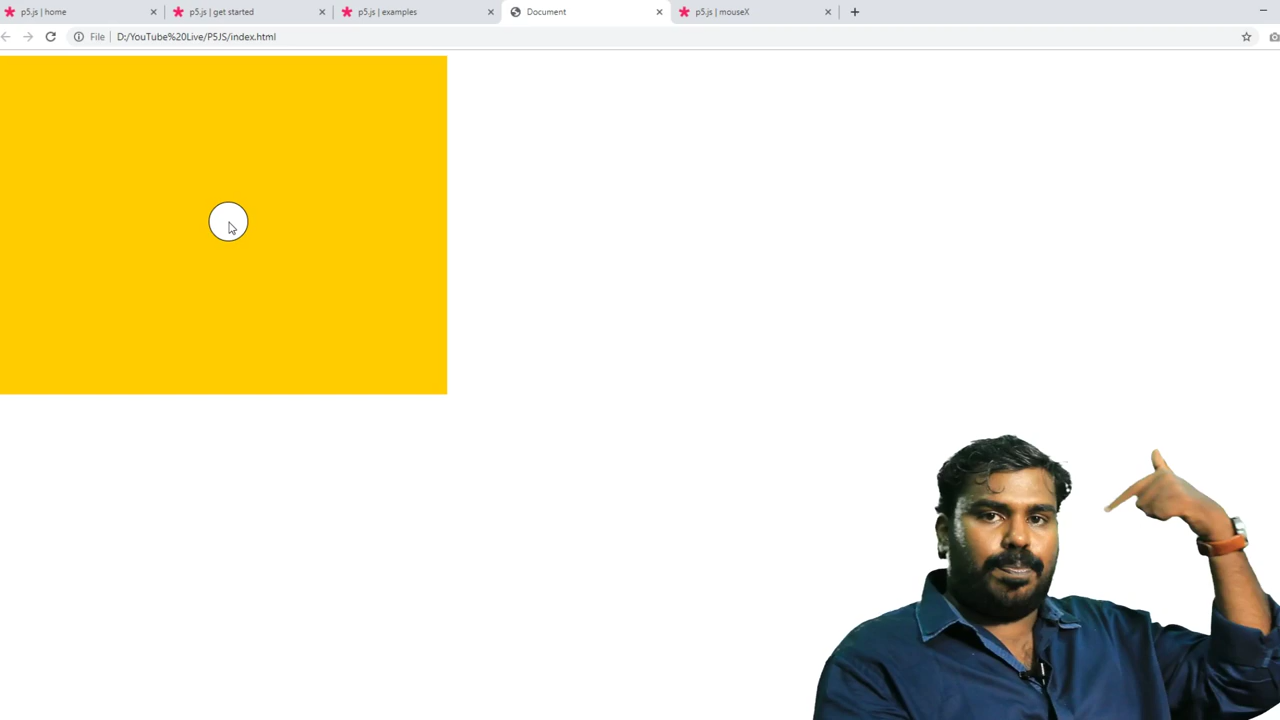 p5.js | home
p5.js | get started
p5.js | examples
Document
p5.js | mouseX
File
D:/YouTube%20Live/P5JS/index.html